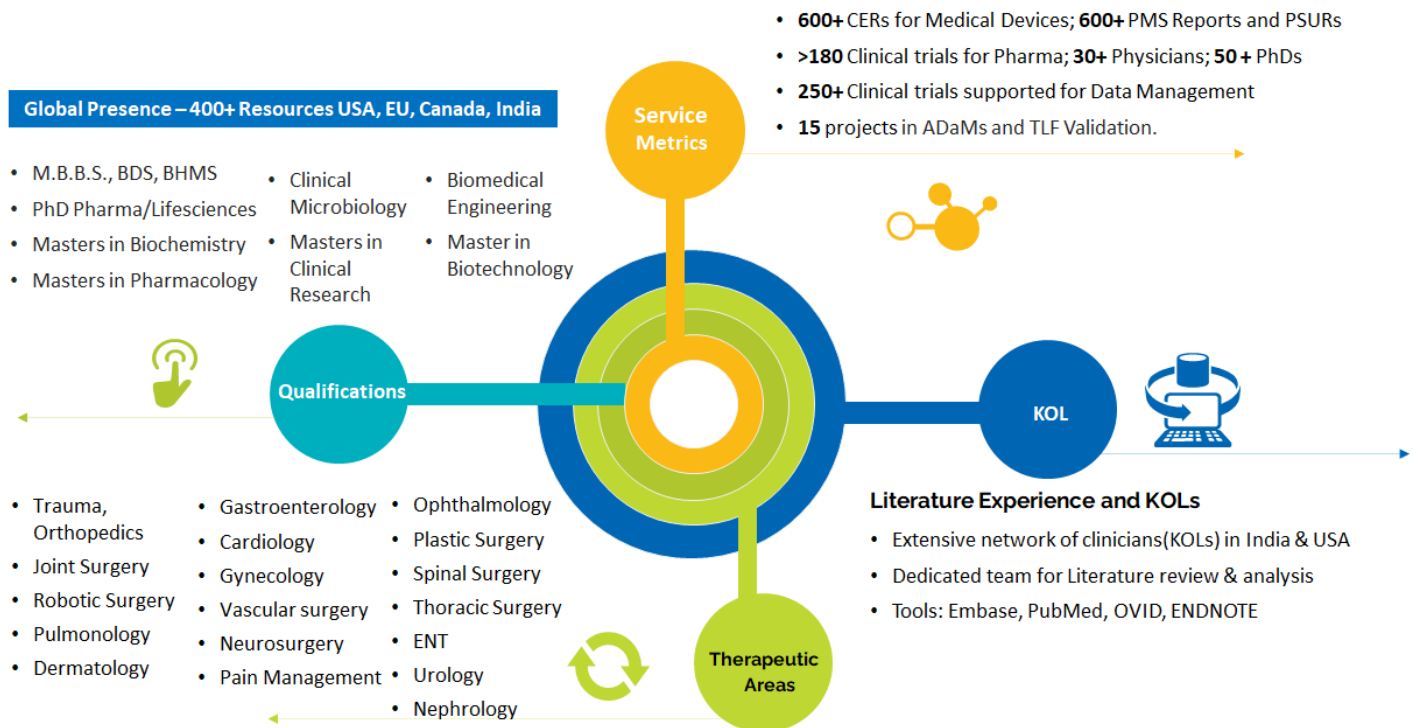 • 600+ CERs for Medical Devices; 600+ PMS Reports and PSURs
• >180 Clinical trials for Pharma; 30+ Physicians; 50 + PhDs
• 250+ Clinical trials supported for Data Management
• 15 projects in ADaMs and TLF Validation.
Service
Metrics
Global Presence – 400+ Resources USA, EU, Canada, India
• M.B.B.S., BDS, BHMS
• PhD Pharma/Lifesciences
• Masters in Biochemistry
• Masters in Pharmacology
• Clinical
Microbiology
• Masters in
Clinical
Research
• Biomedical
Engineering
• Master in
Biotechnology
Qualifications
KOL
Literature Experience and KOLs
• Extensive network of clinicians(KOLs) in India & USA
• Dedicated team for Literature review & analysis
• Tools: Embase, PubMed, OVID, ENDNOTE
• Trauma,
Orthopedics
• Joint Surgery
• Robotic Surgery
• Pulmonology
• Dermatology
• Gastroenterology
• Cardiology
• Gynecology
• Vascular surgery
• Neurosurgery
• Pain Management
• Ophthalmology
• Plastic Surgery
• Spinal Surgery
• Thoracic Surgery
• ENT
• Urology
• Nephrology
Therapeutic
Areas